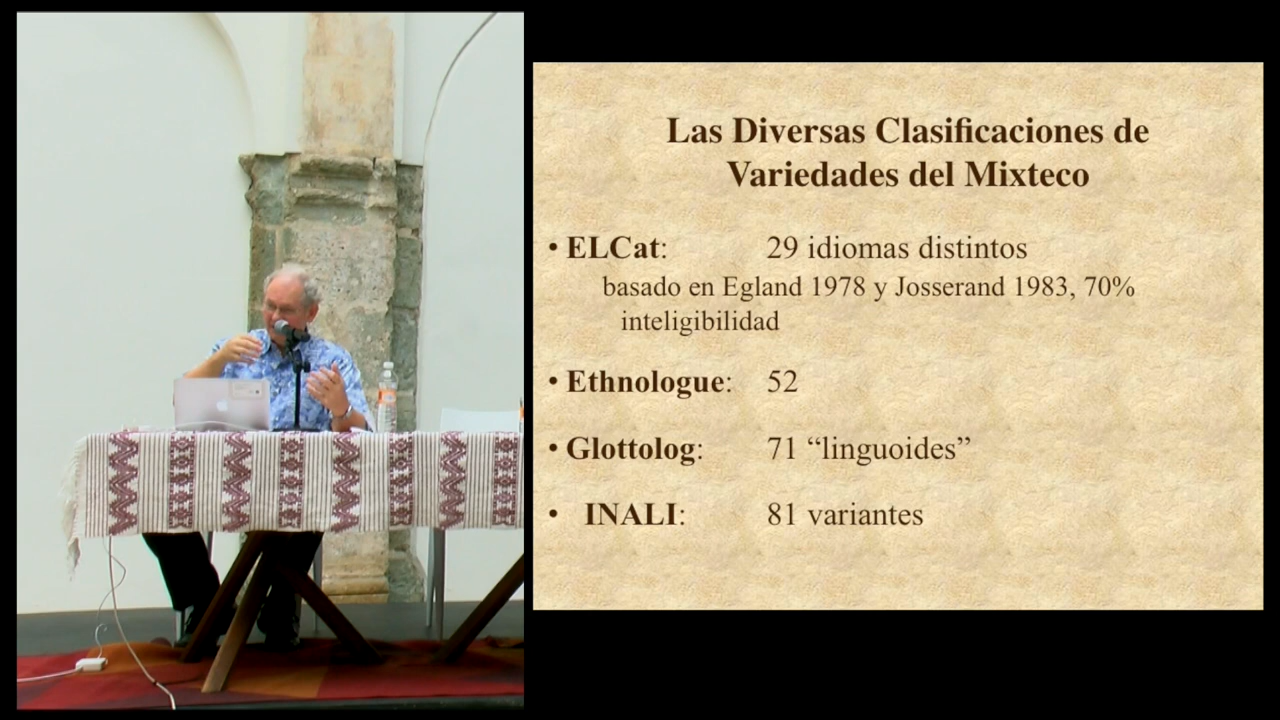 Las Diversas Clasificaciones de
Variedades del Mixteco
• ELCat: 29 idiomas distintos
basado en Egland 1978 y Josserand 1983, 70%
inteligibilidad
• Ethnologue: 52
• Glottolog: 71 “linguoides”
• INALI: 81 variantes